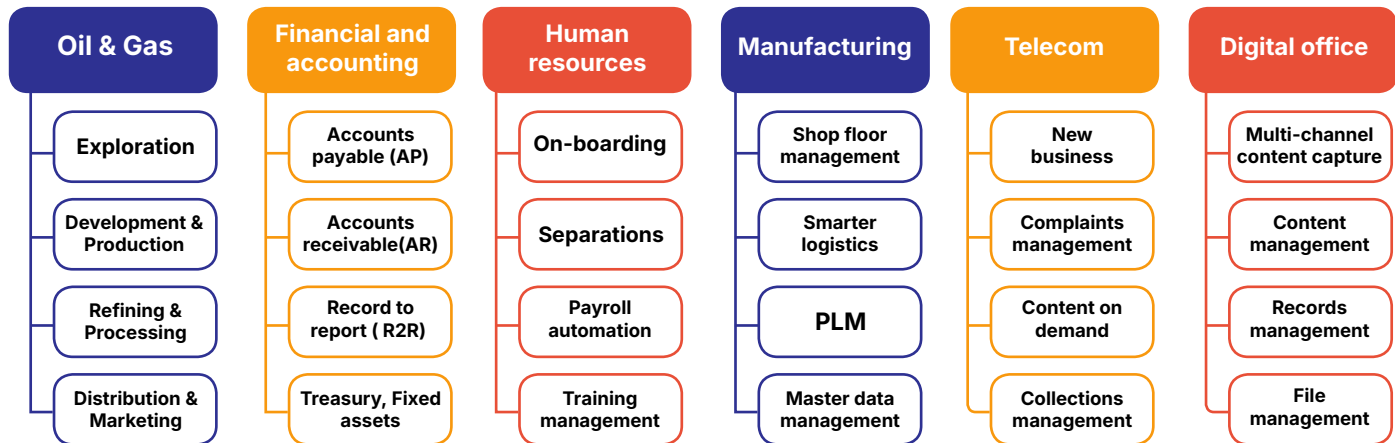 Oil & Gas
Exploration
Development &
Production
Refining &
Processing
Distribution &
Marketing
Financial and
accounting
Accounts
payable (AP)
Accounts
receivable(AR)
Record to
report ( R2R)
Treasury, Fixed
assets
Human
resources
On-boarding
Separations
Payroll
automation
Training
management
Manufacturing
Shop floor
management
Smarter
logistics
PLM
Master data
management
Telecom
New
business
Complaints
management
Content on
demand
Collections
management
Digital office
Multi-channel
content capture
Content
management
Records
management
File
management